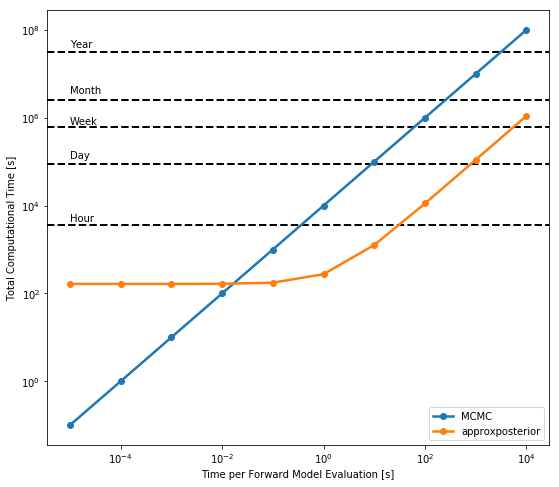 Total Computational Time [s]
10^8
10^6
10^4
10^2
10^0
Year
Month
Week
Day
Hour
MCMC
approxposterior
10^-4
10^-2
10^0
10^2
10^4
Time per Forward Model Evaluation [s]